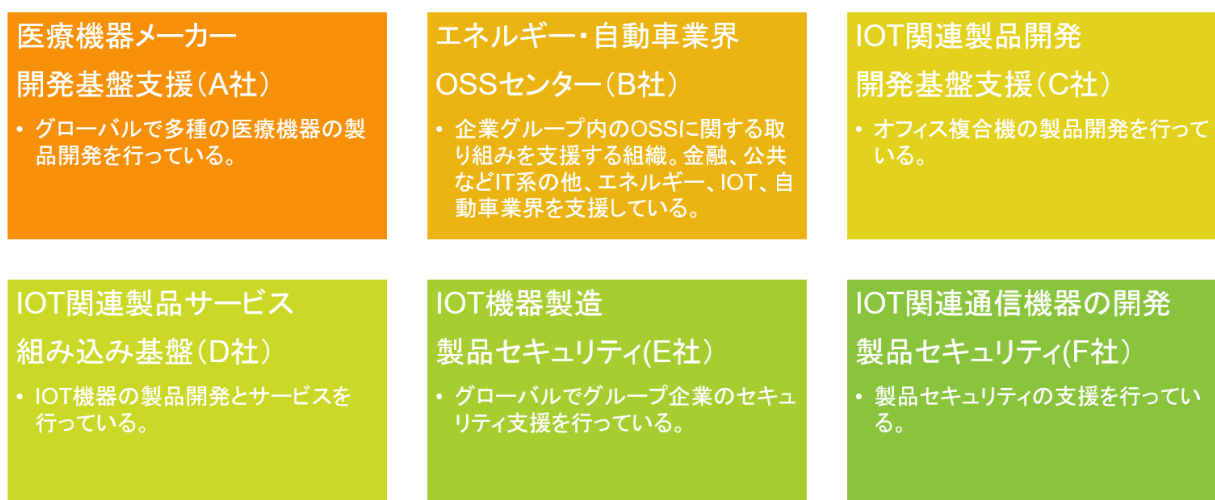 医療機器メーカー
開発基盤支援（A社）
• グローバルで多種の医療機器の製
品開発を行っている。
エネルギー・自動車業界
OSSセンター（B社）
• 企業グループ内のOSSに関する取
り組みを支援する組織。金融、公共
などIT系の他、エネルギー、IOT、自
動車業界を支援している。
IOT関連製品開発
開発基盤支援（C社）
• オフィス複合機の製品開発を行って
いる。
IOT関連製品サービス
組み込み基盤（D社）
• IOT機器の製品開発とサービスを
行っている。
IOT機器製造
製品セキュリティ(E社）
• グローバルでグループ企業のセキュ
リティ支援を行っている。
IOT関連通信機器の開発
製品セキュリティ(F社）
• 製品セキュリティの支援を行ってい
る。